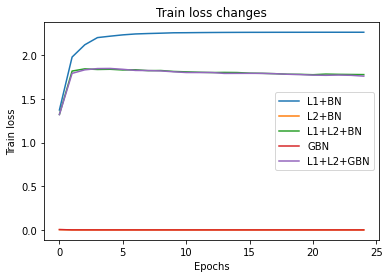 Train loss changes
Train loss
2.0
1.5
1.0
0.5
0.0
L1+BN
L2+BN
L1+L2+BN
GBN
L1+L2+GBN
0 5 10 15 20 25
Epochs